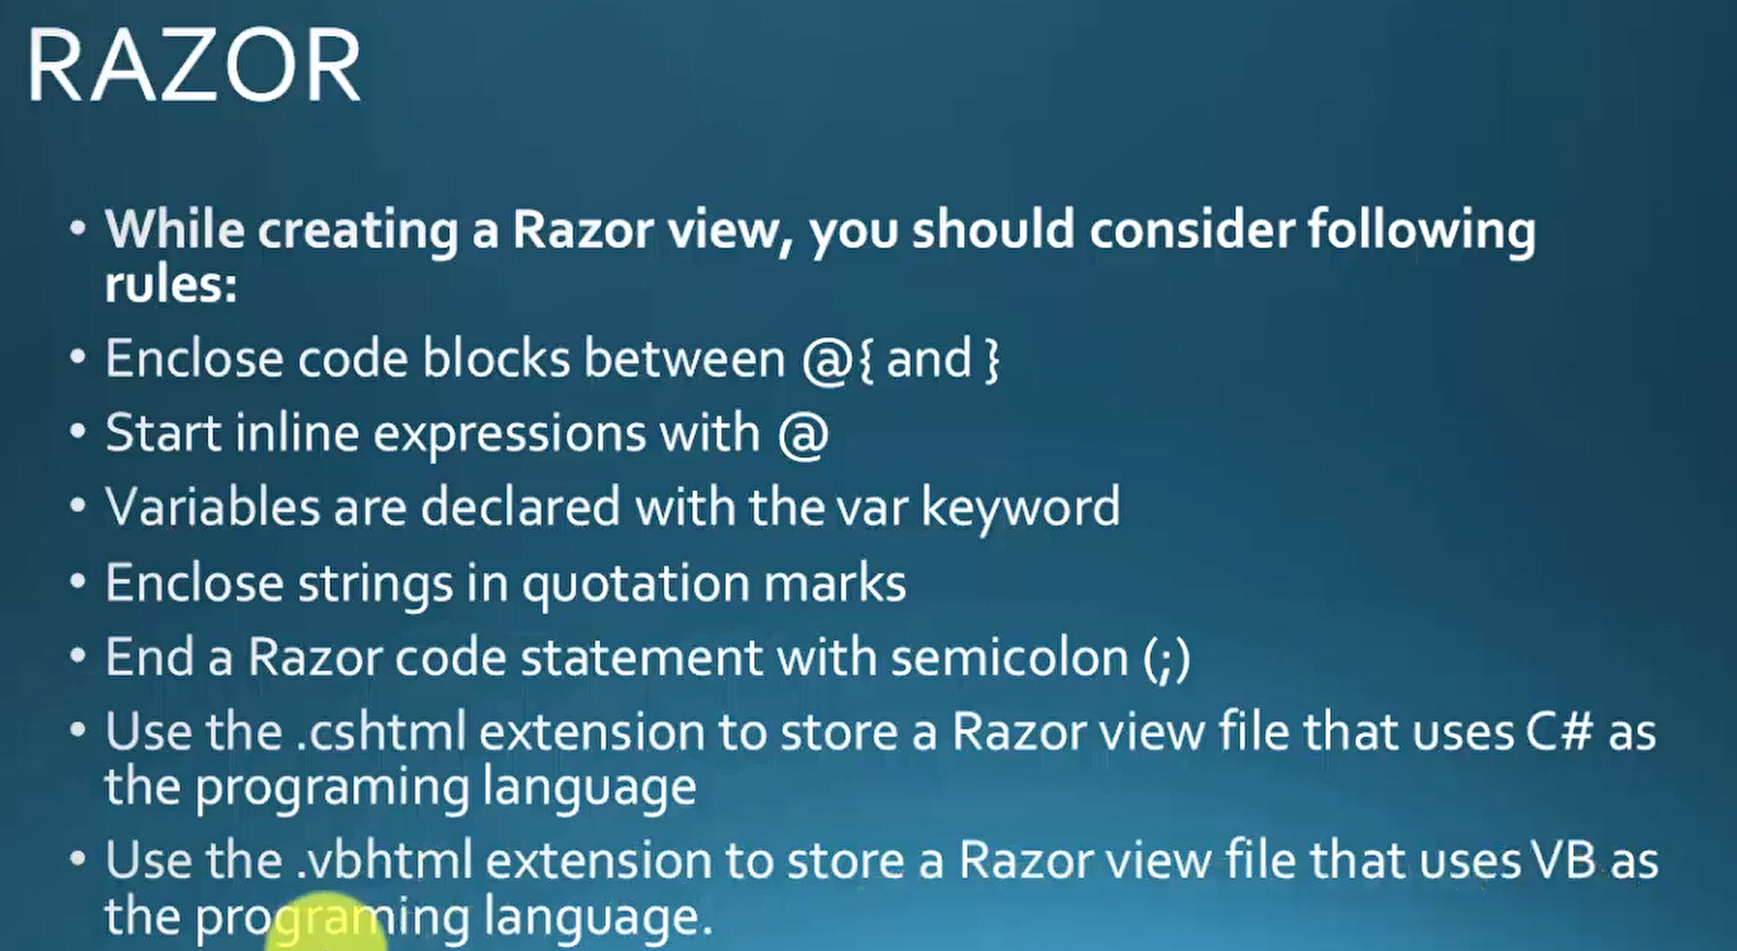 RAZOR
• While creating a Razor view, you should consider following
rules:
• Enclose code blocks between @{ and }
• Start inline expressions with @
• Variables are declared with the var keyword
• Enclose strings in quotation marks
• End a Razor code statement with semicolon (;)
• Use the .cshtml extension to store a Razor view file that uses C# as
the programing language
• Use the .vbhtml extension to store a Razor view file that uses VB as
the programing language.